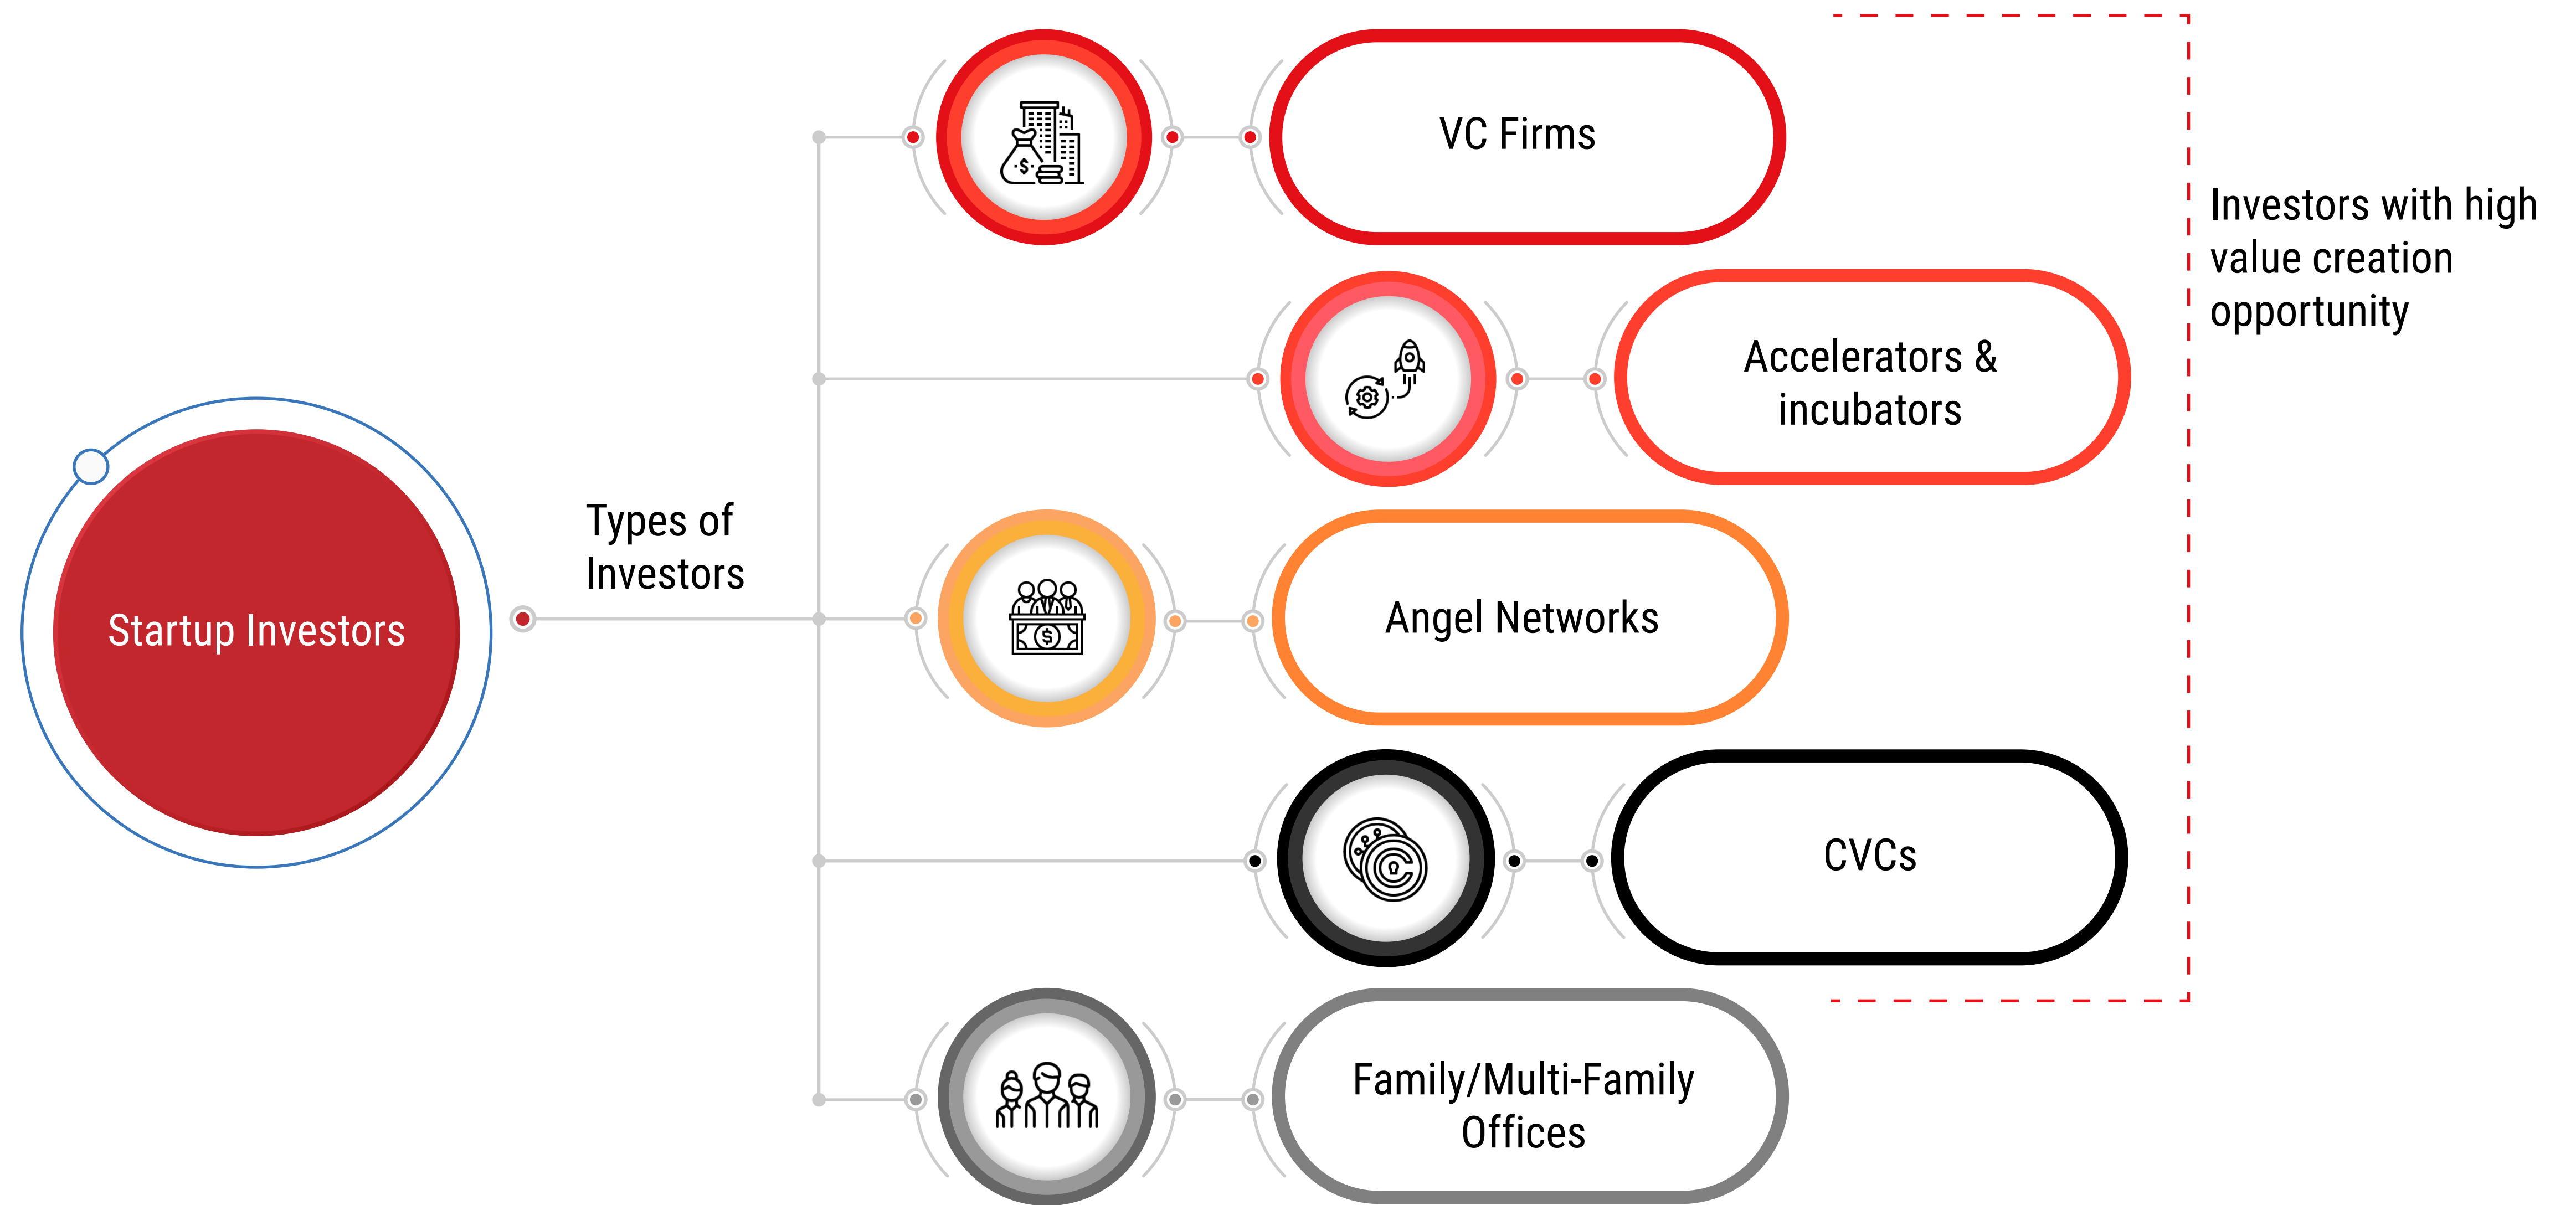 Startup Investors
Types of
Investors
VC Firms
Accelerators &
incubators
Angel Networks
CVCs
Family/Multi-Family
Offices
Investors with high
value creation
opportunity